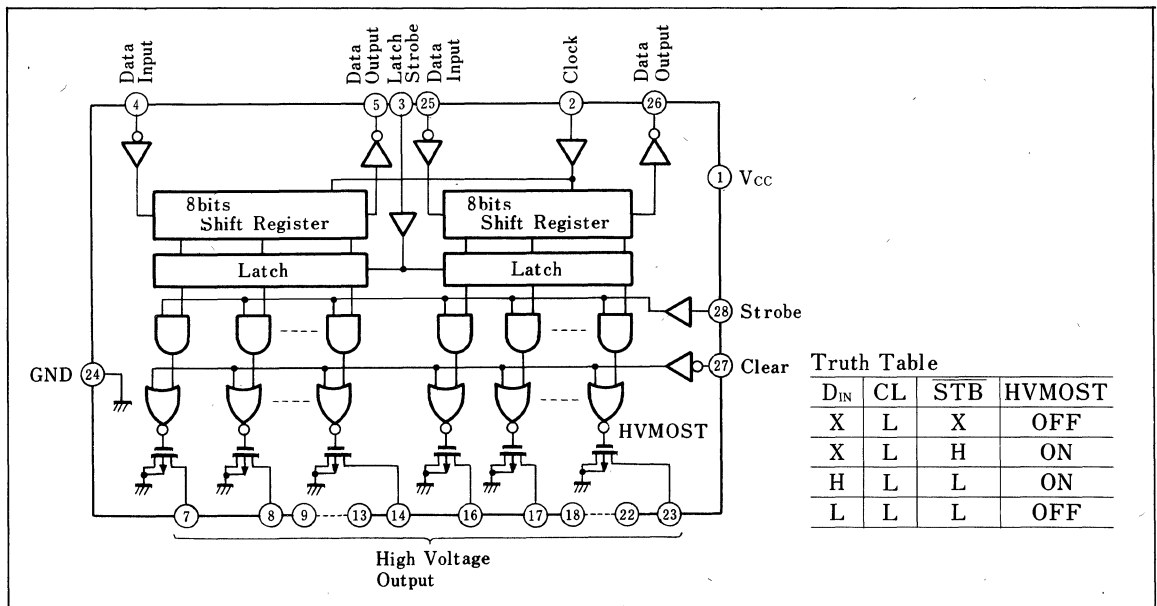 Data Input
Data Output
Latch Strobe
Data Input
Clock
Data Output
4
5
3
25
2
26
1 VCC
8bits
Shift Register
8bits
Shift Register
Latch
Latch
28 Strobe
27 Clear
GND 24
HVMOST
7
8
9
13
14
16
17
18
22
23
High Voltage
Output
Truth Table
DIN CL S̅T̅B̅ HVMOST
X L X OFF
X L H ON
H L L ON
L L L OFF